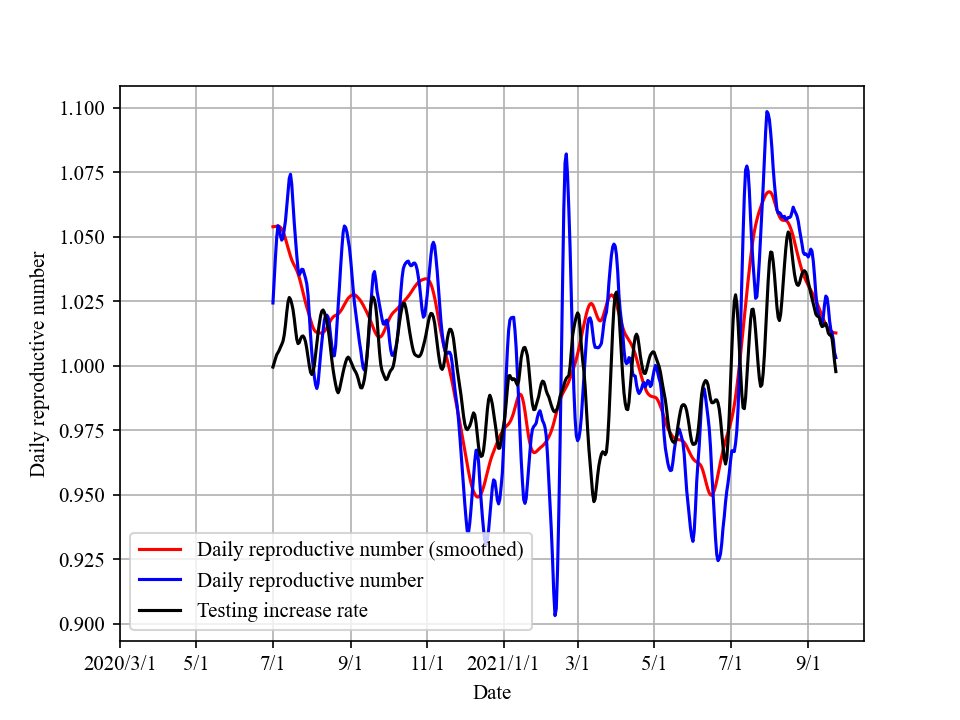 1.100
1.075
1.050
1.025
1.000
0.975
0.950
0.925
0.900
Daily reproductive number
Daily reproductive number (smoothed)
Daily reproductive number
Testing increase rate
2020/3/1 5/1 7/1 9/1 11/1 2021/1/1 3/1 5/1 7/1 9/1
Date